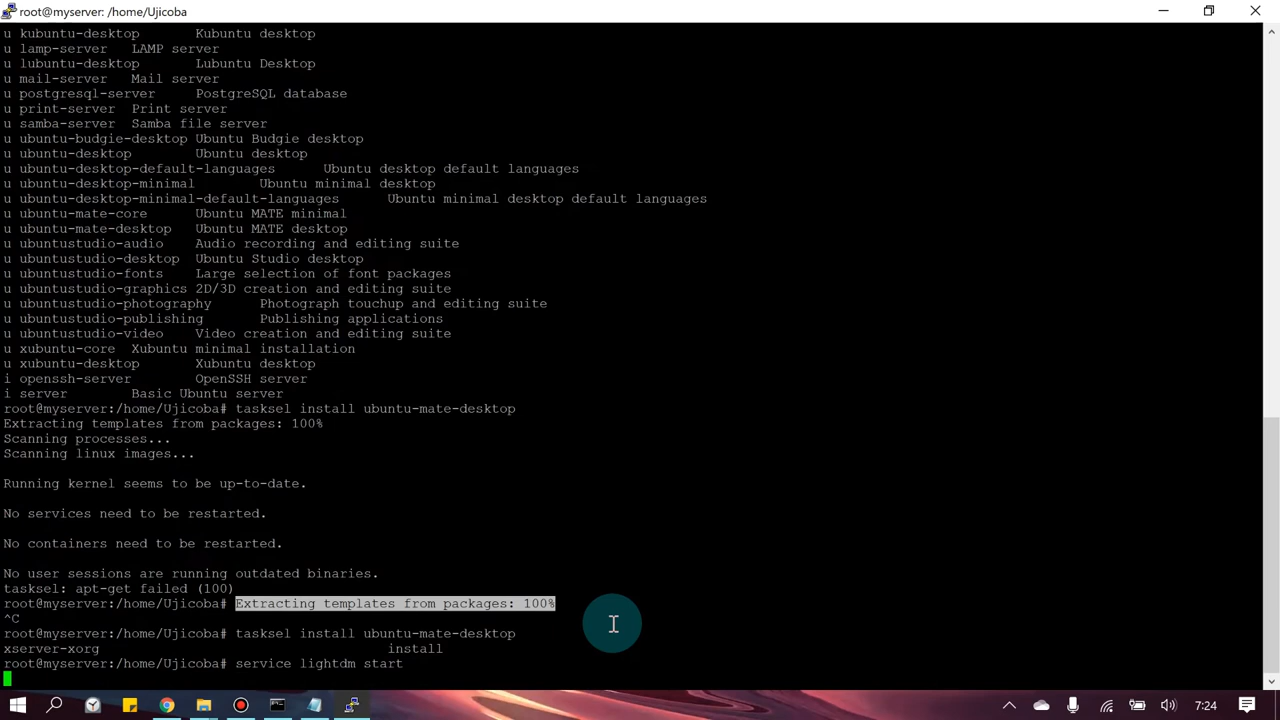 root@myserver: /home/Ujicoba
u kubuntu-desktop       Kubuntu desktop
u lamp-server   LAMP server
u lubuntu-desktop       Lubuntu Desktop
u mail-server   Mail server
u postgresql-server     PostgreSQL database
u print-server  Print server
u samba-server  Samba file server
u ubuntu-budgie-desktop Ubuntu Budgie desktop
u ubuntu-desktop        Ubuntu desktop
u ubuntu-desktop-default-languages      Ubuntu desktop default languages
u ubuntu-desktop-minimal        Ubuntu minimal desktop
u ubuntu-desktop-minimal-default-languages      Ubuntu minimal desktop default languages
u ubuntu-mate-core      Ubuntu MATE minimal
u ubuntu-mate-desktop   Ubuntu MATE desktop
u ubuntustudio-audio    Audio recording and editing suite
u ubuntustudio-desktop  Ubuntu Studio desktop
u ubuntustudio-fonts    Large selection of font packages
u ubuntustudio-graphics 2D/3D creation and editing suite
u ubuntustudio-photography      Photograph touchup and editing suite
u ubuntustudio-publishing       Publishing applications
u ubuntustudio-video    Video creation and editing suite
u xubuntu-core  Xubuntu minimal installation
u xubuntu-desktop       Xubuntu desktop
i openssh-server        OpenSSH server
i server        Basic Ubuntu server
root@myserver:/home/Ujicoba# tasksel install ubuntu-mate-desktop
Extracting templates from packages: 100%
Scanning processes...
Scanning linux images...
Running kernel seems to be up-to-date.
No services need to be restarted.
No containers need to be restarted.
No user sessions are running outdated binaries.
tasksel: apt-get failed (100)
root@myserver:/home/Ujicoba# Extracting templates from packages: 100%
^C
root@myserver:/home/Ujicoba# tasksel install ubuntu-mate-desktop
xserver-xorg                                    install
root@myserver:/home/Ujicoba# service lightdm start
7:24